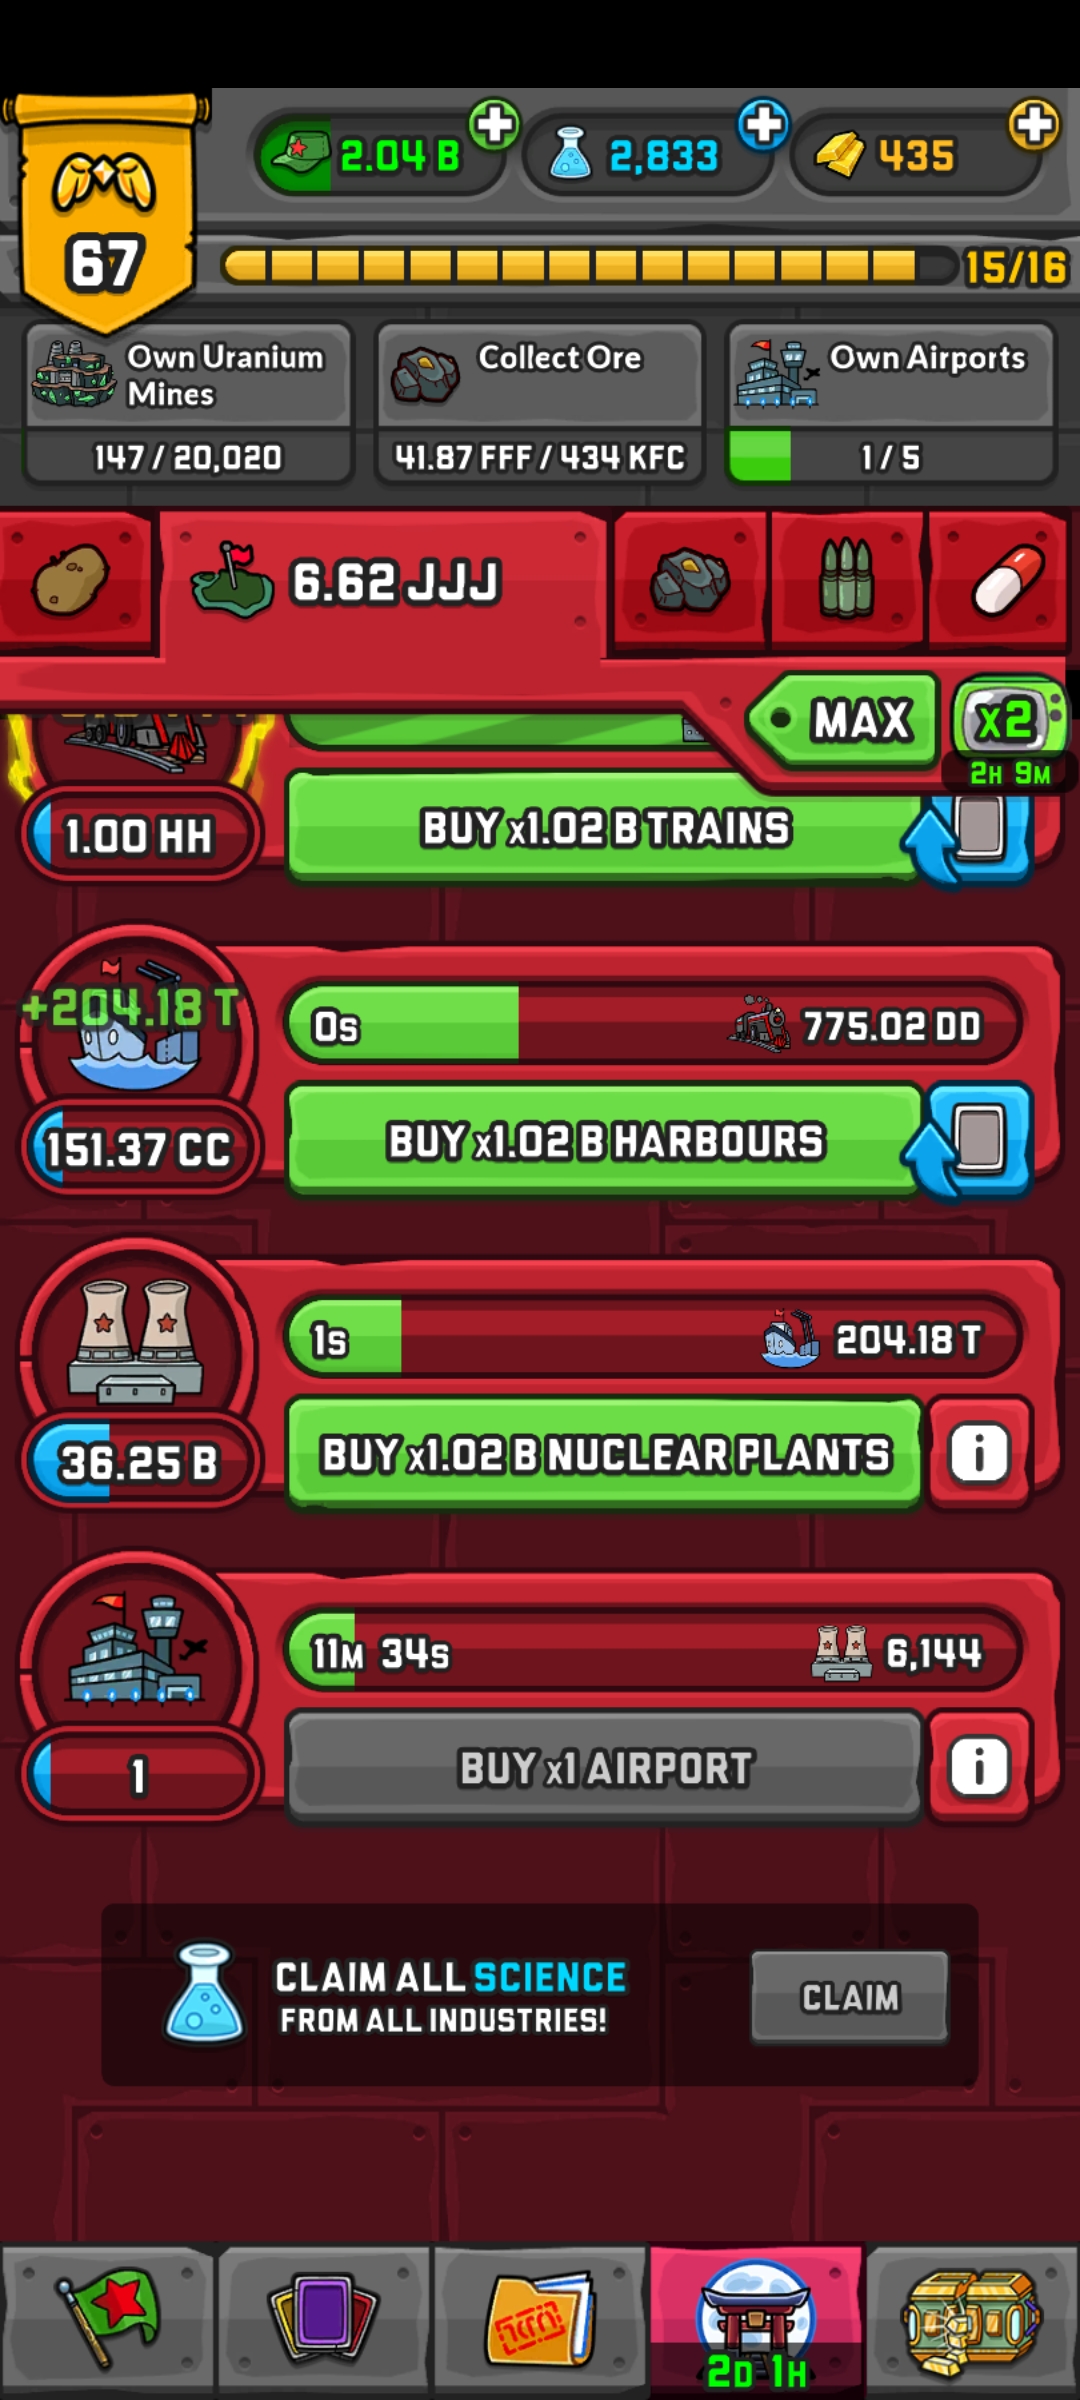 2.04 B
2,833
435
67
15/16
Own Uranium
Mines
147 / 20,020
Collect Ore
41.87 FFF / 434 KFC
Own Airports
1 / 5
6.62 JJJ
MAX
X2
2H 9M
1.00 HH
BUY x1.02 B TRAINS
+204.18 T
0s
775.02 DD
151.37 CC
BUY x1.02 B HARBOURS
1s
204.18 T
36.25 B
BUY x1.02 B NUCLEAR PLANTS
i
11M 34s
6,144
1
BUY x1 AIRPORT
i
CLAIM ALL SCIENCE
FROM ALL INDUSTRIES!
CLAIM
2D 1H